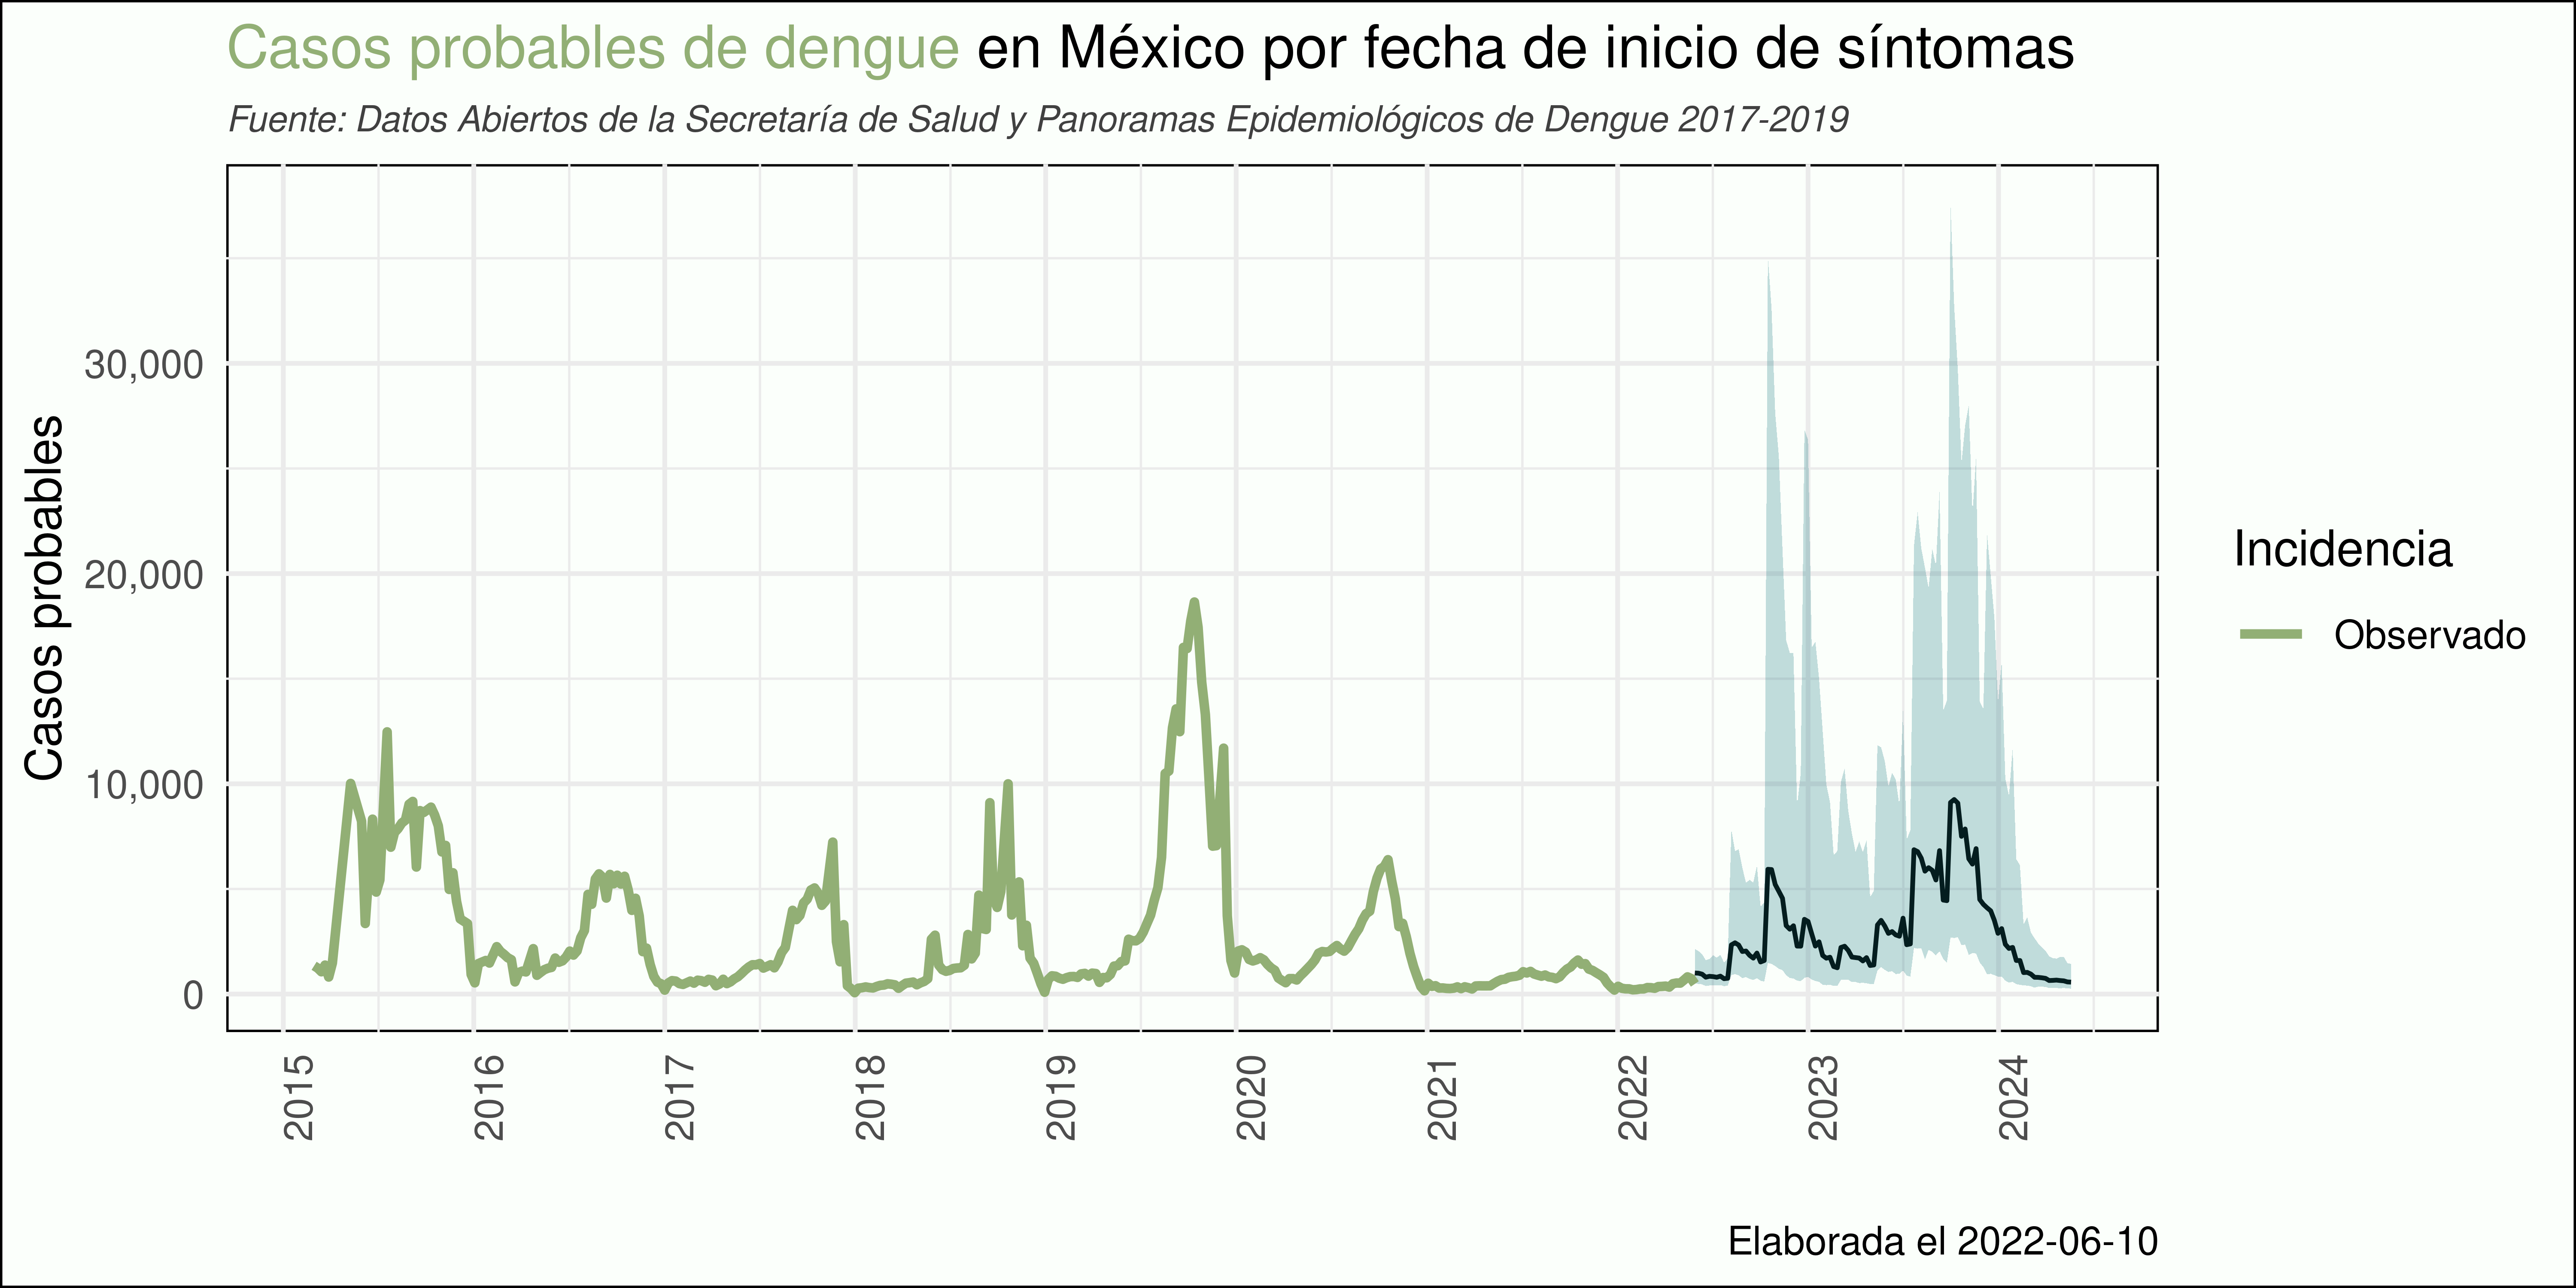 Casos probables de dengue en México por fecha de inicio de síntomas
Fuente: Datos Abiertos de la Secretaría de Salud y Panoramas Epidemiológicos de Dengue 2017-2019
Casos probables
30,000
20,000
10,000
0
2015
2016
2017
2018
2019
2020
2021
2022
2023
2024
Incidencia
Observado
Elaborada el 2022-06-10